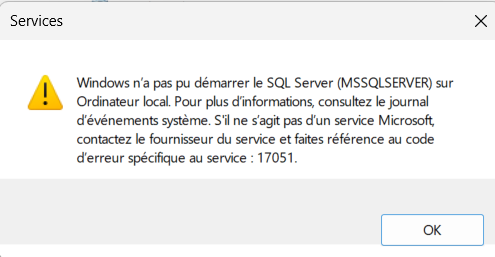 Services
Windows n'a pas pu démarrer le SQL Server (MSSQLSERVER) sur
Ordinateur local. Pour plus d'informations, consultez le journal
d'événements système. S'il ne s'agit pas d'un service Microsoft,
contactez le fournisseur du service et faites référence au code
d'erreur spécifique au service : 17051.
OK